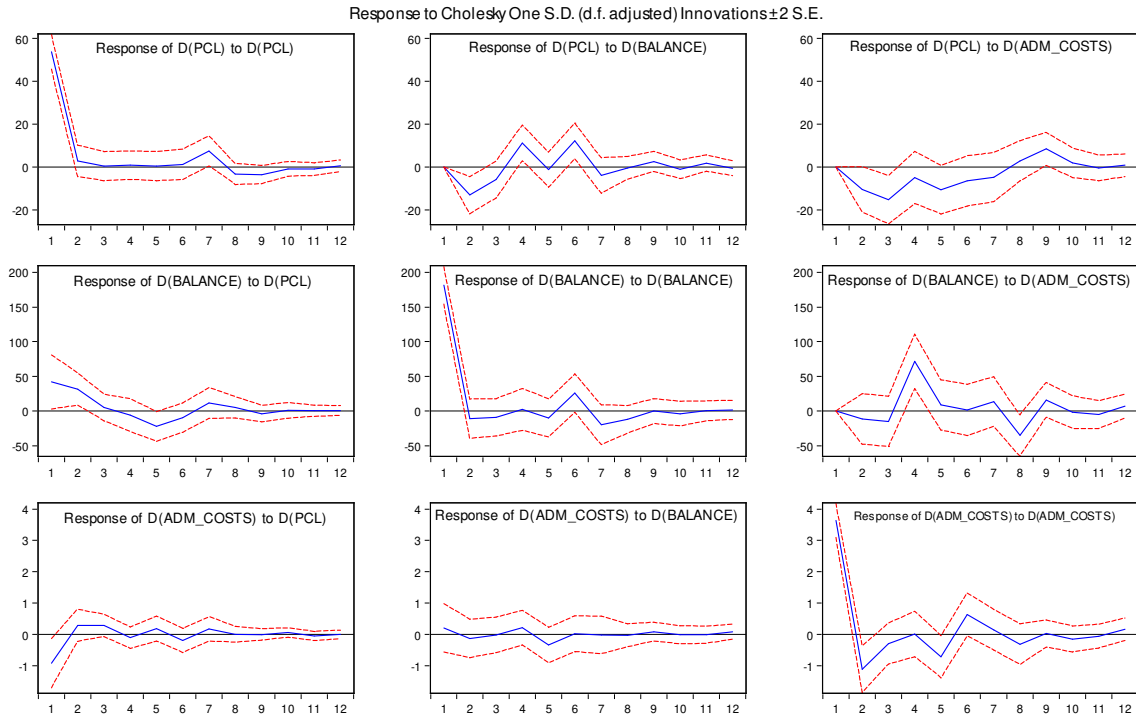 Response to Cholesky One S.D. (d.f. adjusted) Innovations ± 2 S.E.
Response of D(PCL) to D(PCL)
60
40
20
0
-20
1 2 3 4 5 6 7 8 9 10 11 12
Response of D(PCL) to D(BALANCE)
60
40
20
0
-20
1 2 3 4 5 6 7 8 9 10 11 12
Response of D(PCL) to D(ADM_COSTS)
60
40
20
0
-20
1 2 3 4 5 6 7 8 9 10 11 12
Response of D(BALANCE) to D(PCL)
200
150
100
50
0
-50
1 2 3 4 5 6 7 8 9 10 11 12
Response of D(BALANCE) to D(BALANCE)
200
150
100
50
0
-50
1 2 3 4 5 6 7 8 9 10 11 12
Response of D(BALANCE) to D(ADM_COSTS)
200
150
100
50
0
-50
1 2 3 4 5 6 7 8 9 10 11 12
Response of D(ADM_COSTS) to D(PCL)
4
3
2
1
0
-1
1 2 3 4 5 6 7 8 9 10 11 12
Response of D(ADM_COSTS) to D(BALANCE)
4
3
2
1
0
-1
1 2 3 4 5 6 7 8 9 10 11 12
Response of D(ADM_COSTS) to D(ADM_COSTS)
4
3
2
1
0
-1
1 2 3 4 5 6 7 8 9 10 11 12